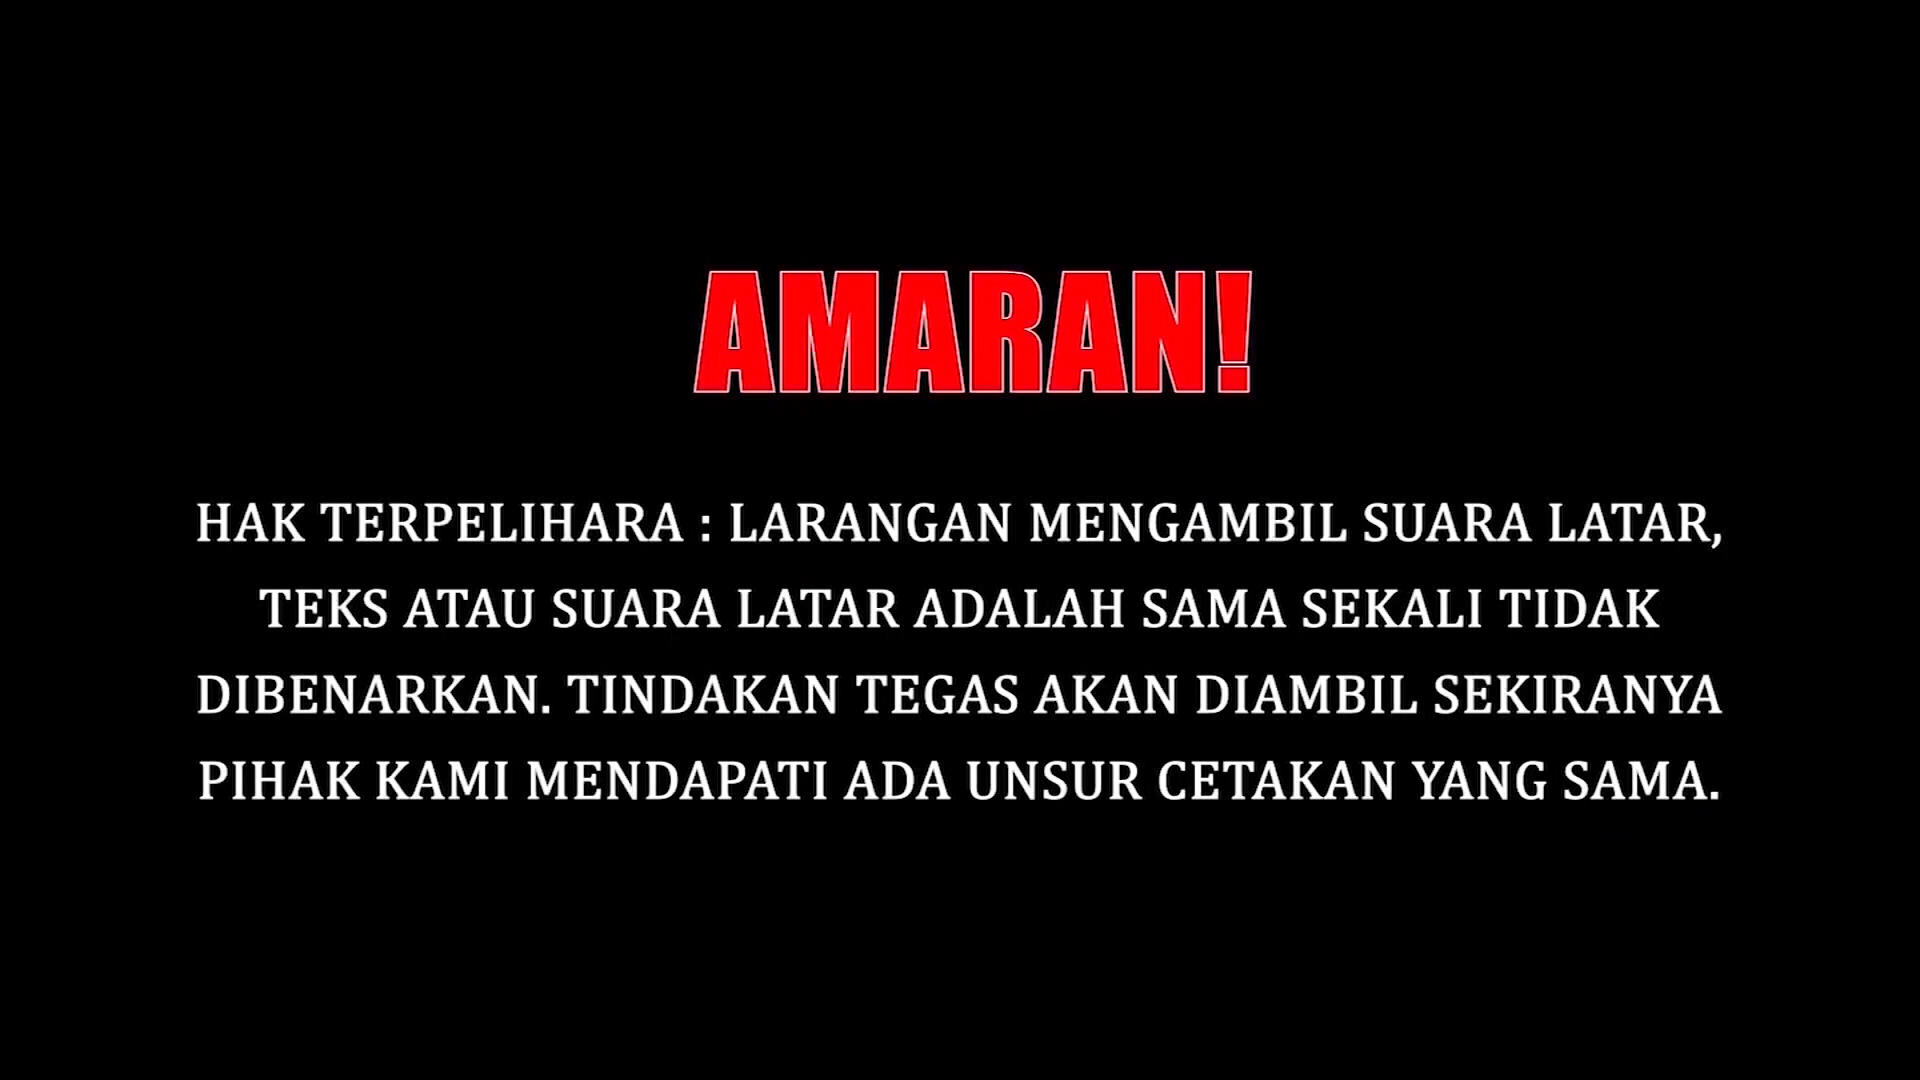 AMARAN!
HAK TERPELIHARA : LARANGAN MENGAMBIL SUARA LATAR,
TEKS ATAU SUARA LATAR ADALAH SAMA SEKALI TIDAK
DIBENARKAN. TINDAKAN TEGAS AKAN DIAMBIL SEKIRANYA
PIHAK KAMI MENDAPATI ADA UNSUR CETAKAN YANG SAMA.